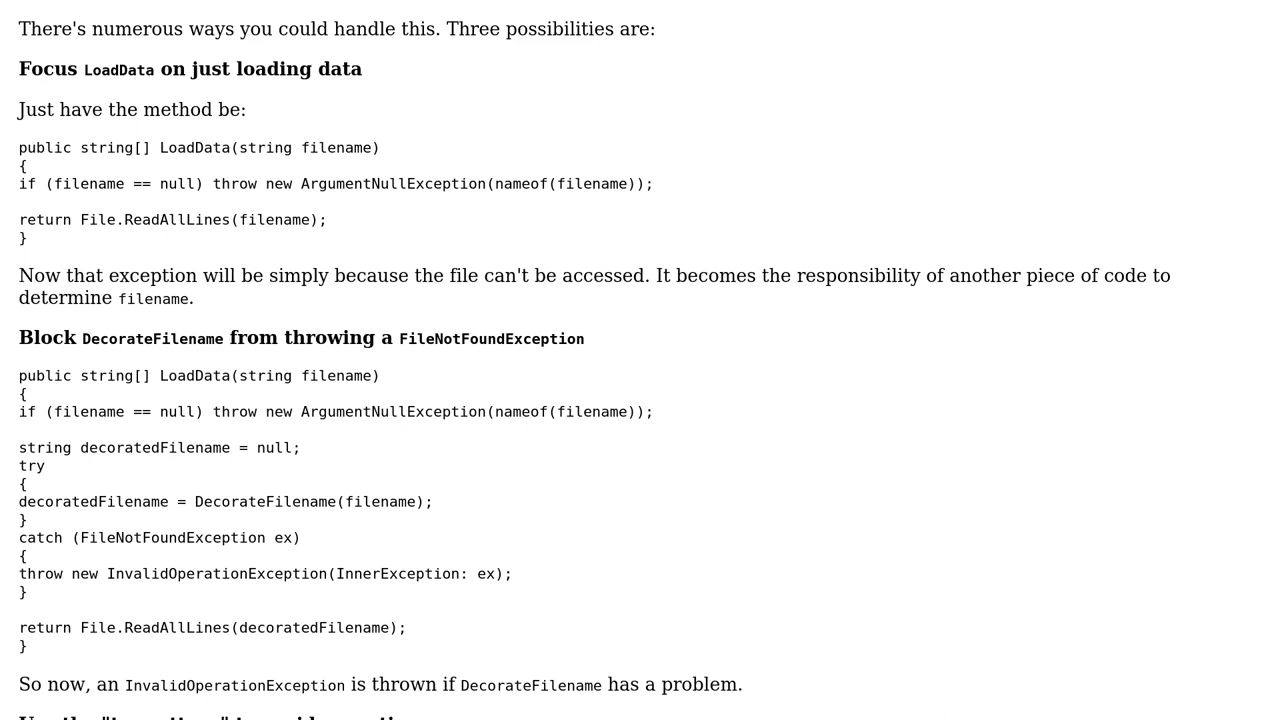 There's numerous ways you could handle this. Three possibilities are:
Focus LoadData on just loading data
Just have the method be:
public string[] LoadData(string filename)
{
if (filename == null) throw new ArgumentNullException(nameof(filename));
return File.ReadAllLines(filename);
}
Now that exception will be simply because the file can't be accessed. It becomes the responsibility of another piece of code to
determine filename.
Block DecorateFilename from throwing a FileNotFoundException
public string[] LoadData(string filename)
{
if (filename == null) throw new ArgumentNullException(nameof(filename));
string decoratedFilename = null;
try
{
decoratedFilename = DecorateFilename(filename);
}
catch (FileNotFoundException ex)
{
throw new InvalidOperationException(InnerException: ex);
}
return File.ReadAllLines(decoratedFilename);
}
So now, an InvalidOperationException is thrown if DecorateFilename has a problem.